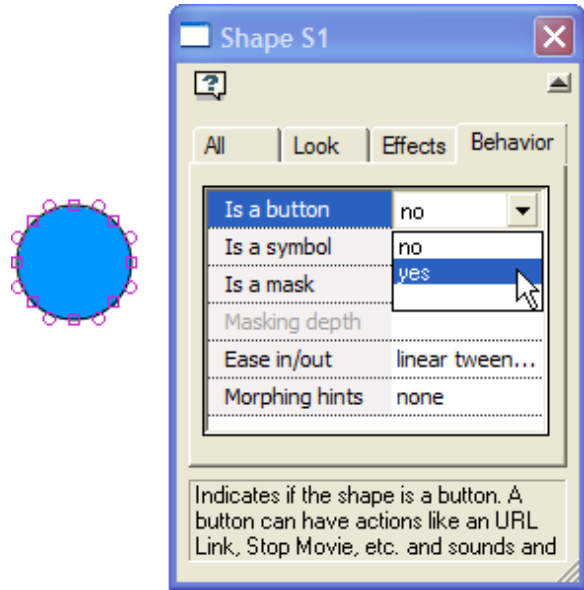 Shape S1
All Look Effects Behavior
Is a button no
Is a symbol no
Is a mask yes
Masking depth
Ease in/out linear tween...
Morphing hints none
Indicates if the shape is a button. A
button can have actions like an URL
Link, Stop Movie, etc. and sounds and